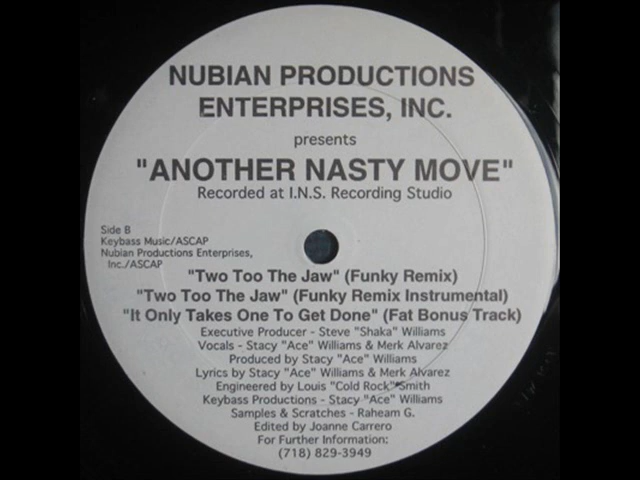 NUBIAN PRODUCTIONS
ENTERPRISES, INC.
presents
"ANOTHER NASTY MOVE"
Recorded at I.N.S. Recording Studio
Side B
Keybass Music/ASCAP
Nubian Productions Enterprises,
Inc./ASCAP
"Two Too The Jaw" (Funky Remix)
"Two Too The Jaw" (Funky Remix Instrumental)
"It Only Takes One To Get Done" (Fat Bonus Track)
Executive Producer - Steve "Shaka" Williams
Vocals - Stacy "Ace" Williams & Merk Alvarez
Produced by Stacy "Ace" Williams
Lyrics by Stacy "Ace" Williams & Merk Alvarez
Engineered by Louis "Cold Rock" Smith
Keybass Productions - Stacy "Ace" Williams
Samples & Scratches - Raheam G.
Edited by Joanne Carrero
For Further Information:
(718) 829-3949